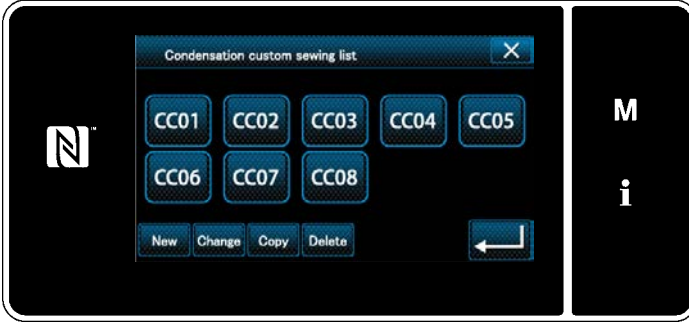 Condensation custom sewing list
CC01 CC02 CC03 CC04 CC05
M
CC06 CC07 CC08
i
New Change Copy Delete